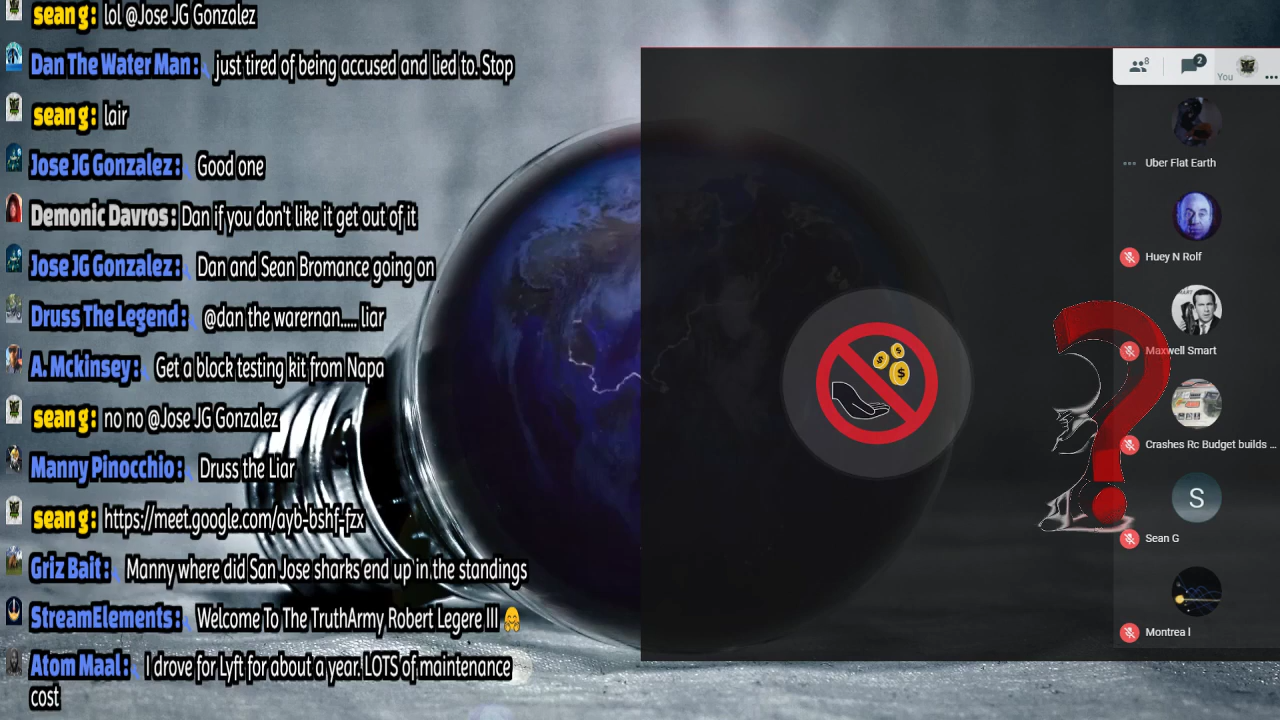 sean g: lol @Jose JG Gonzalez
Dan The Water Man: just tired of being accused and lied to. Stop
sean g: lair
Jose JG Gonzalez: Good one
Demonic Davros: Dan if you don't like it get out of it
Jose JG Gonzalez: Dan and Sean Bromance going on
Druss The Legend: @dan the warernan..... liar
A. Mckinsey: Get a block testing kit from Napa
sean g: no no @Jose JG Gonzalez
Manny Pinocchio: Druss the Liar
sean g: https://meet.google.com/ayb-bshf-fzx
Griz Bait: Manny where did San Jose sharks end up in the standings
StreamElements: Welcome To The TruthArmy Robert Legere III 🤗
Atom Maal: I drove for Lyft for about a year. LOTS of maintenance
cost
8
2
You
Uber Flat Earth
Huey N Rolf
Maxwell Smart
Crashes Rc Budget builds ...
S
Sean G
Montrea l
$
$
$
?